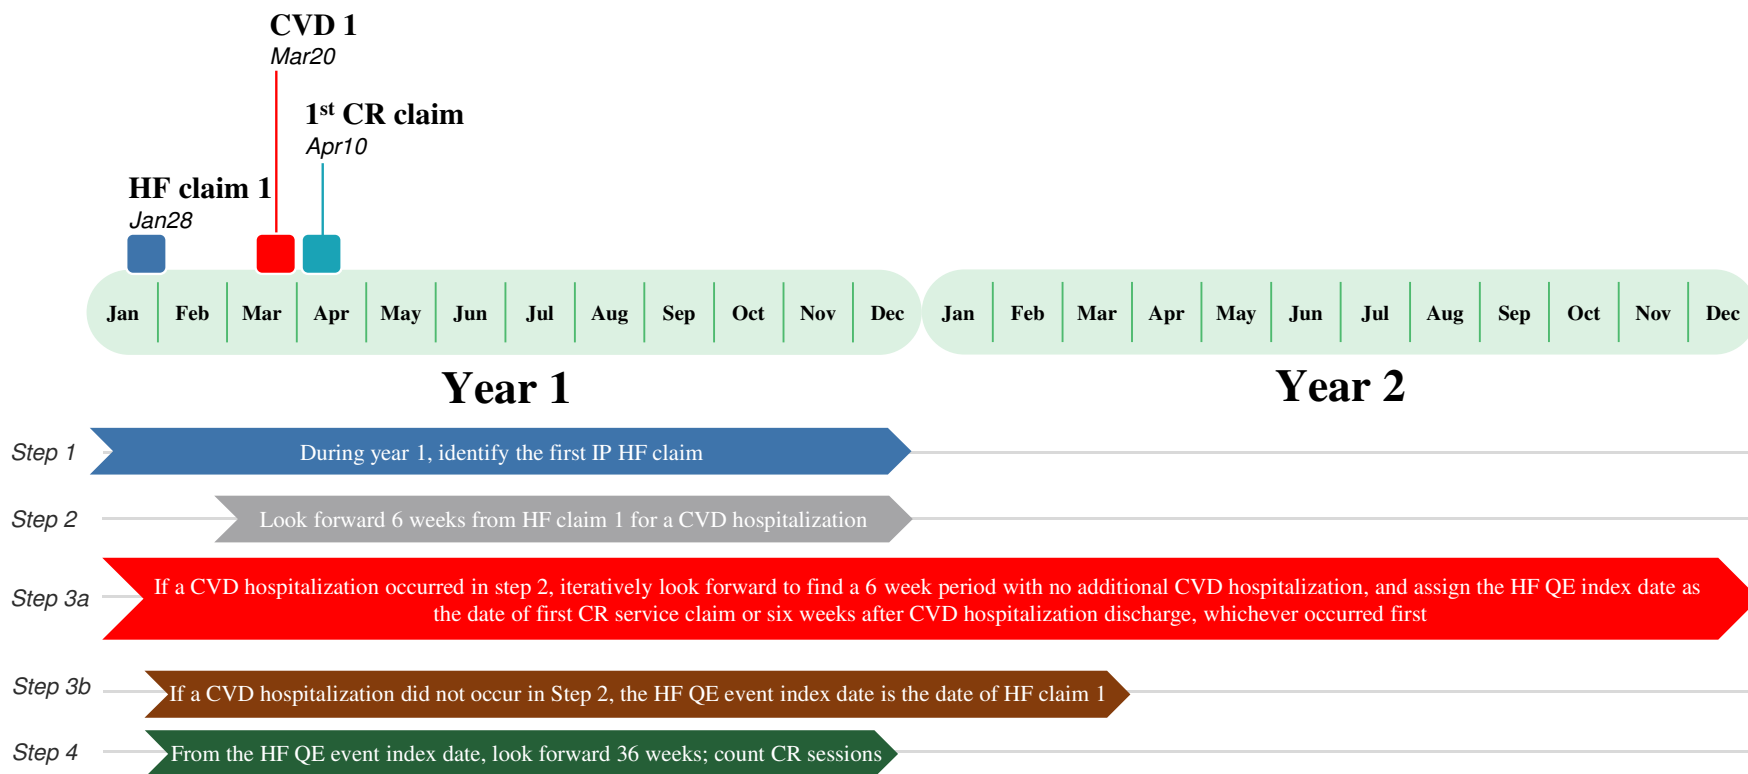 CVD 1
Mar20
1st CR claim
Apr10
HF claim 1
Jan28
Jan Feb Mar Apr May Jun Jul Aug Sep Oct Nov Dec Jan Feb Mar Apr May Jun Jul Aug Sep Oct Nov Dec
Year 1 Year 2
Step 1 During year 1, identify the first IP HF claim
Step 2 Look forward 6 weeks from HF claim 1 for a CVD hospitalization
Step 3a If a CVD hospitalization occurred in step 2, iteratively look forward to find a 6 week period with no additional CVD hospitalization, and assign the HF QE index date as
the date of first CR service claim or six weeks after CVD hospitalization discharge, whichever occurred first
Step 3b If a CVD hospitalization did not occur in Step 2, the HF QE event index date is the date of HF claim 1
Step 4 From the HF QE event index date, look forward 36 weeks; count CR sessions